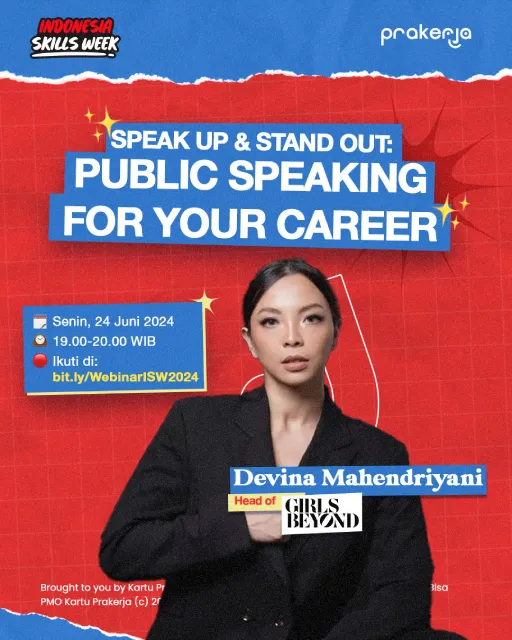 INDONESIA
SKILLS WEEK
prakerja
SPEAK UP & STAND OUT:
PUBLIC SPEAKING
FOR YOUR CAREER
Senin, 24 Juni 2024
19.00-20.00 WIB
Ikuti di:
bit.ly/WebinarISW2024
Devina Mahendriyani
Head of
GIRLS
BEYOND
Brought to you by Kartu
PMO Kartu Prakerja (c)